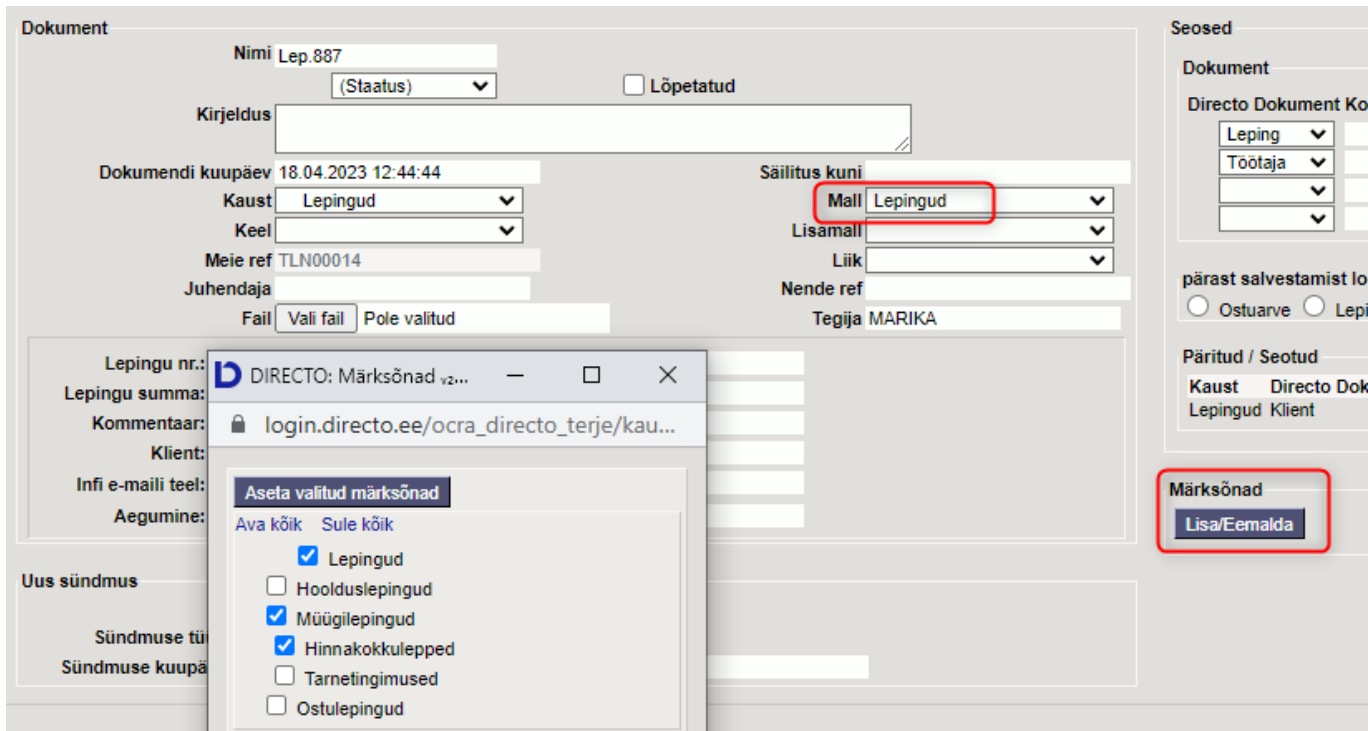 Dokument
Nimi Lep.887
(Staatus) Lõpetatud
Kirjeldus
Dokumendi kuupäev 18.04.2023 12:44:44 Säilitus kuni
Kaust Lepingud Mall Lepingud
Keel Lisamall
Meie ref TLN00014 Liik
Juhendaja Nende ref
Fail Vali fail Pole valitud Tegija MARIKA
Lepingu nr.:
Lepingu summa:
Kommentaar:
Klient:
Infi e-maili teel:
Aegumine:
Uus sündmus
Sündmuse tü
Sündmuse kuupä
DIRECTO: Märksõnad v2...
login.directo.ee/ocra_directo_terje/kau...
Aseta valitud märksõnad
Ava kõik Sule kõik
Lepingud
Hoolduslepingud
Müügilepingud
Hinnakokkulepped
Tarnetingimused
Ostulepingud
Seosed
Dokument
Directo Dokument Ko
Leping
Töötaja
pärast salvestamist lo
Ostuarve Lepi
Päritud / Seotud
Kaust Directo Dok
Lepingud Klient
Märksõnad
Lisa/Eemalda